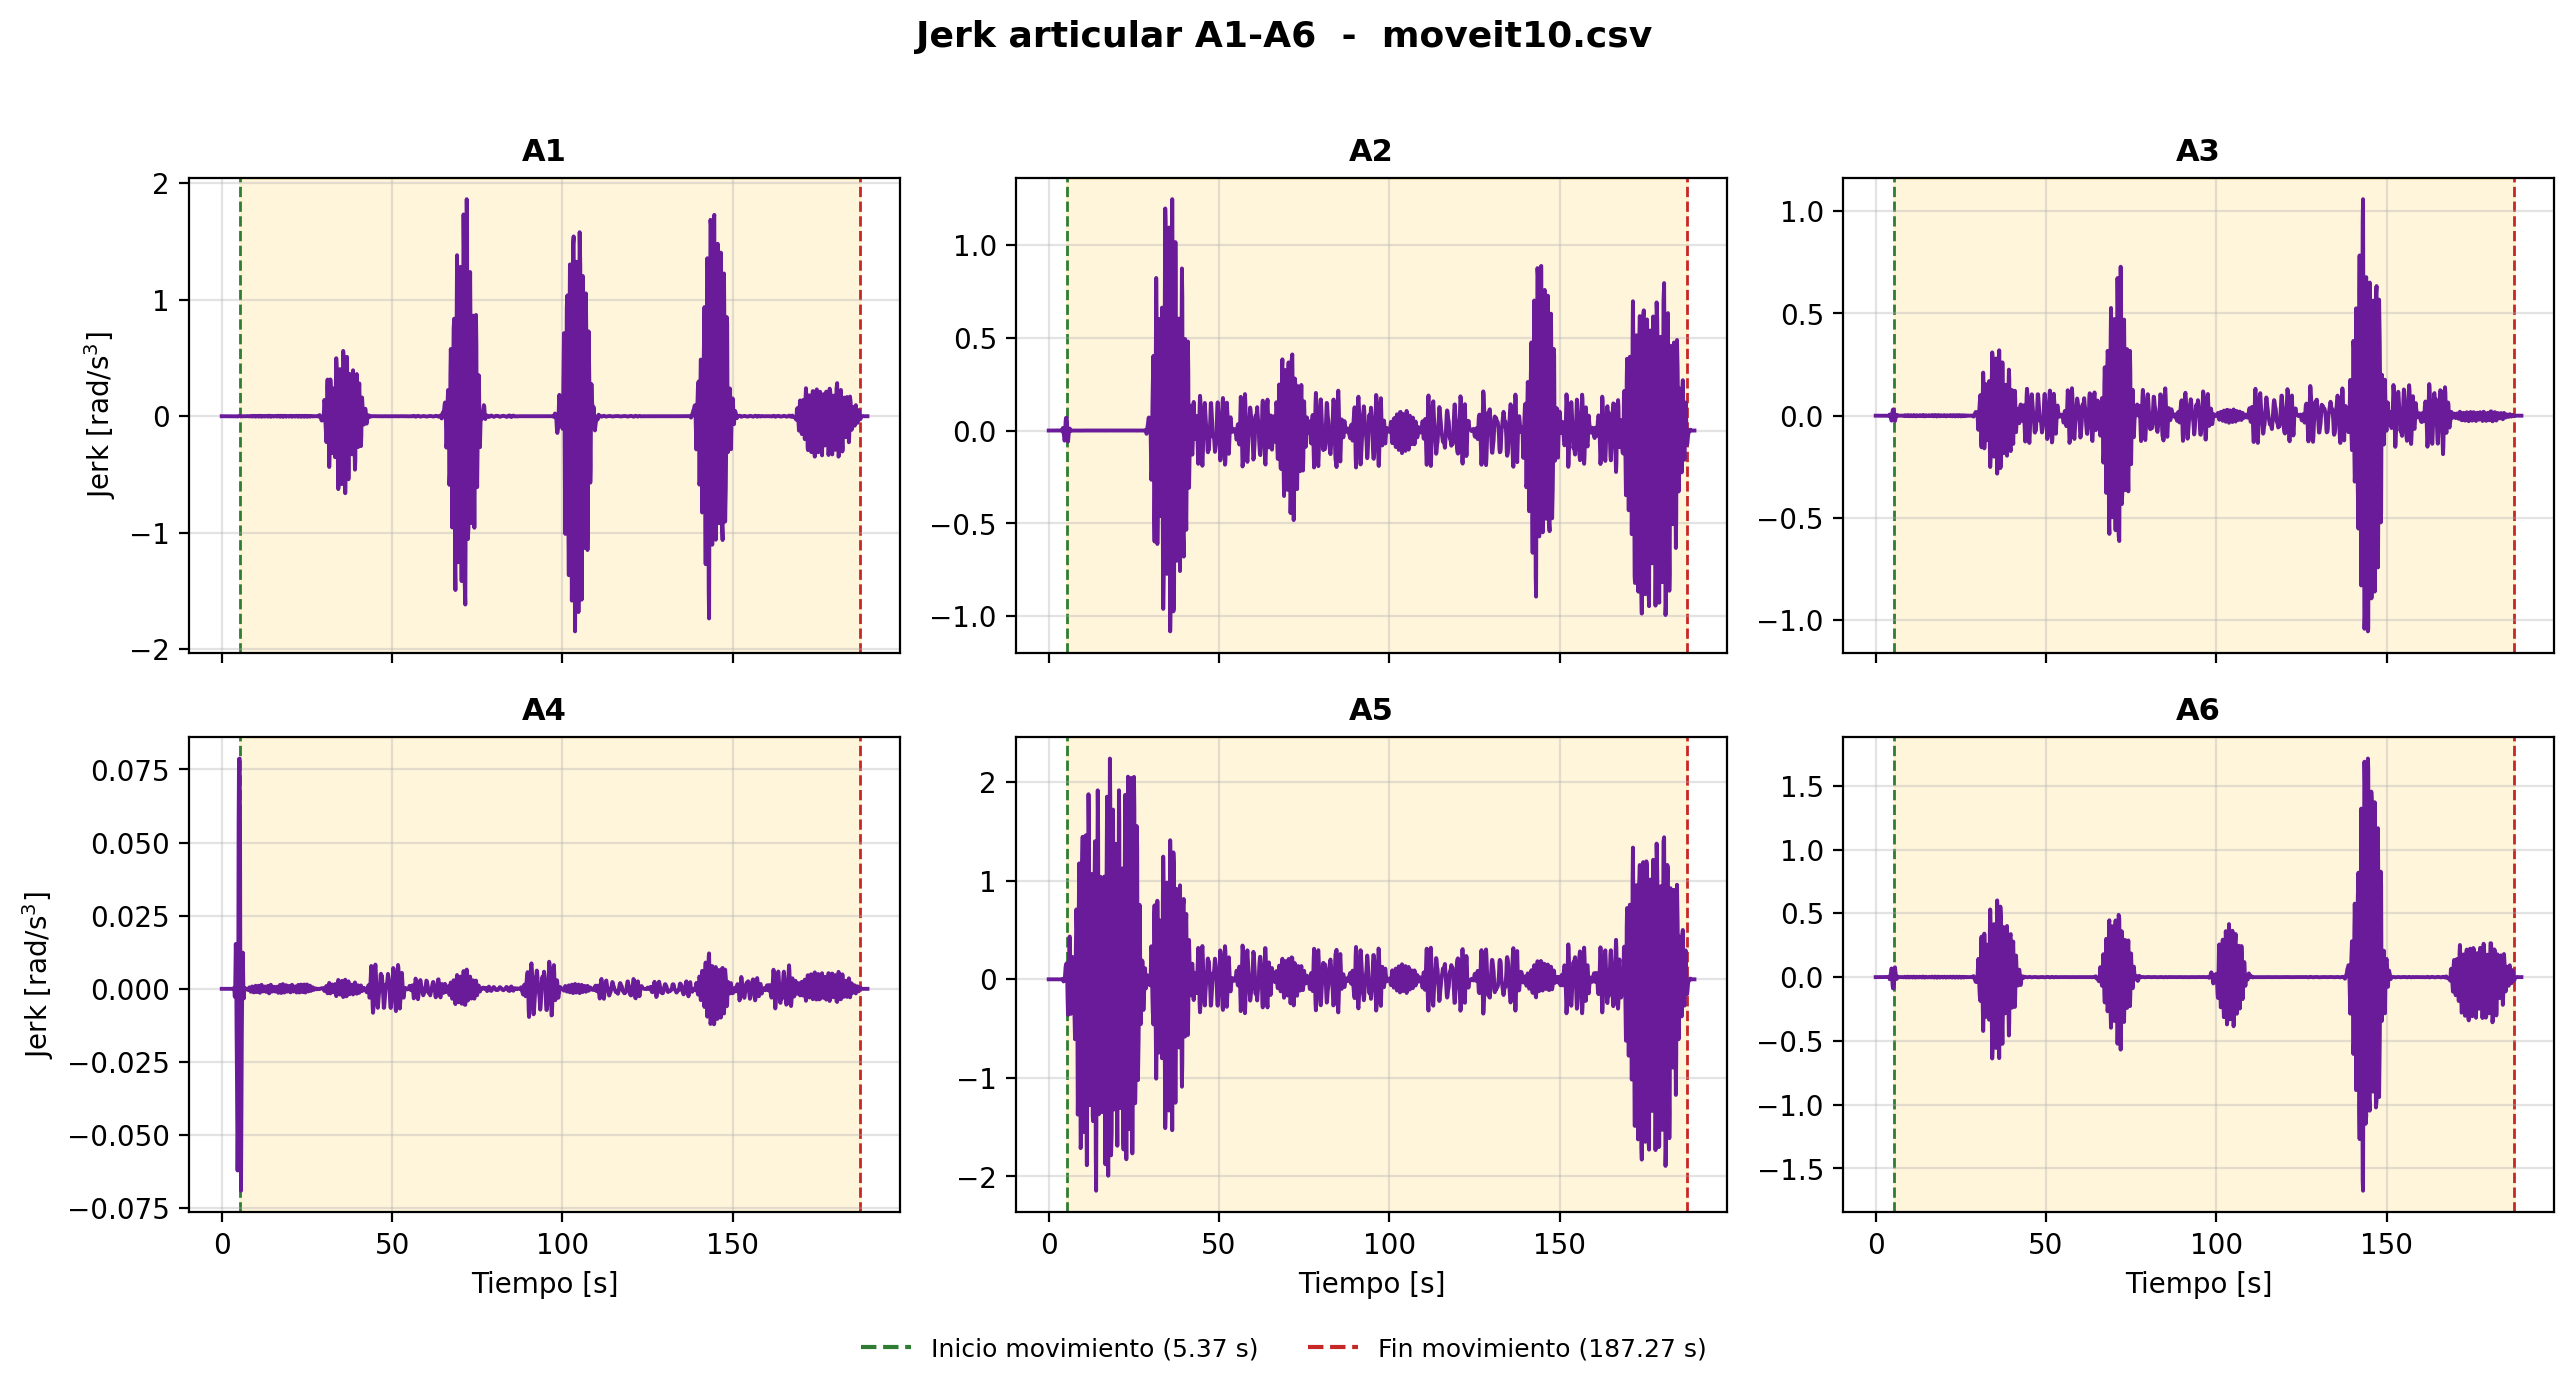 Jerk articular A1-A6 - moveit10.csv
A1
A2
A3
2
1
0
−1
−2
Jerk [rad/s³]
1.0
0.5
0.0
−0.5
−1.0
1.0
0.5
0.0
−0.5
−1.0
A4
A5
A6
0.075
0.050
0.025
0.000
−0.025
−0.050
−0.075
Jerk [rad/s³]
2
1
0
−1
−2
1.5
1.0
0.5
0.0
−0.5
−1.0
−1.5
0 50 100 150
0 50 100 150
0 50 100 150
Tiempo [s]
Tiempo [s]
Tiempo [s]
Inicio movimiento (5.37 s)
Fin movimiento (187.27 s)